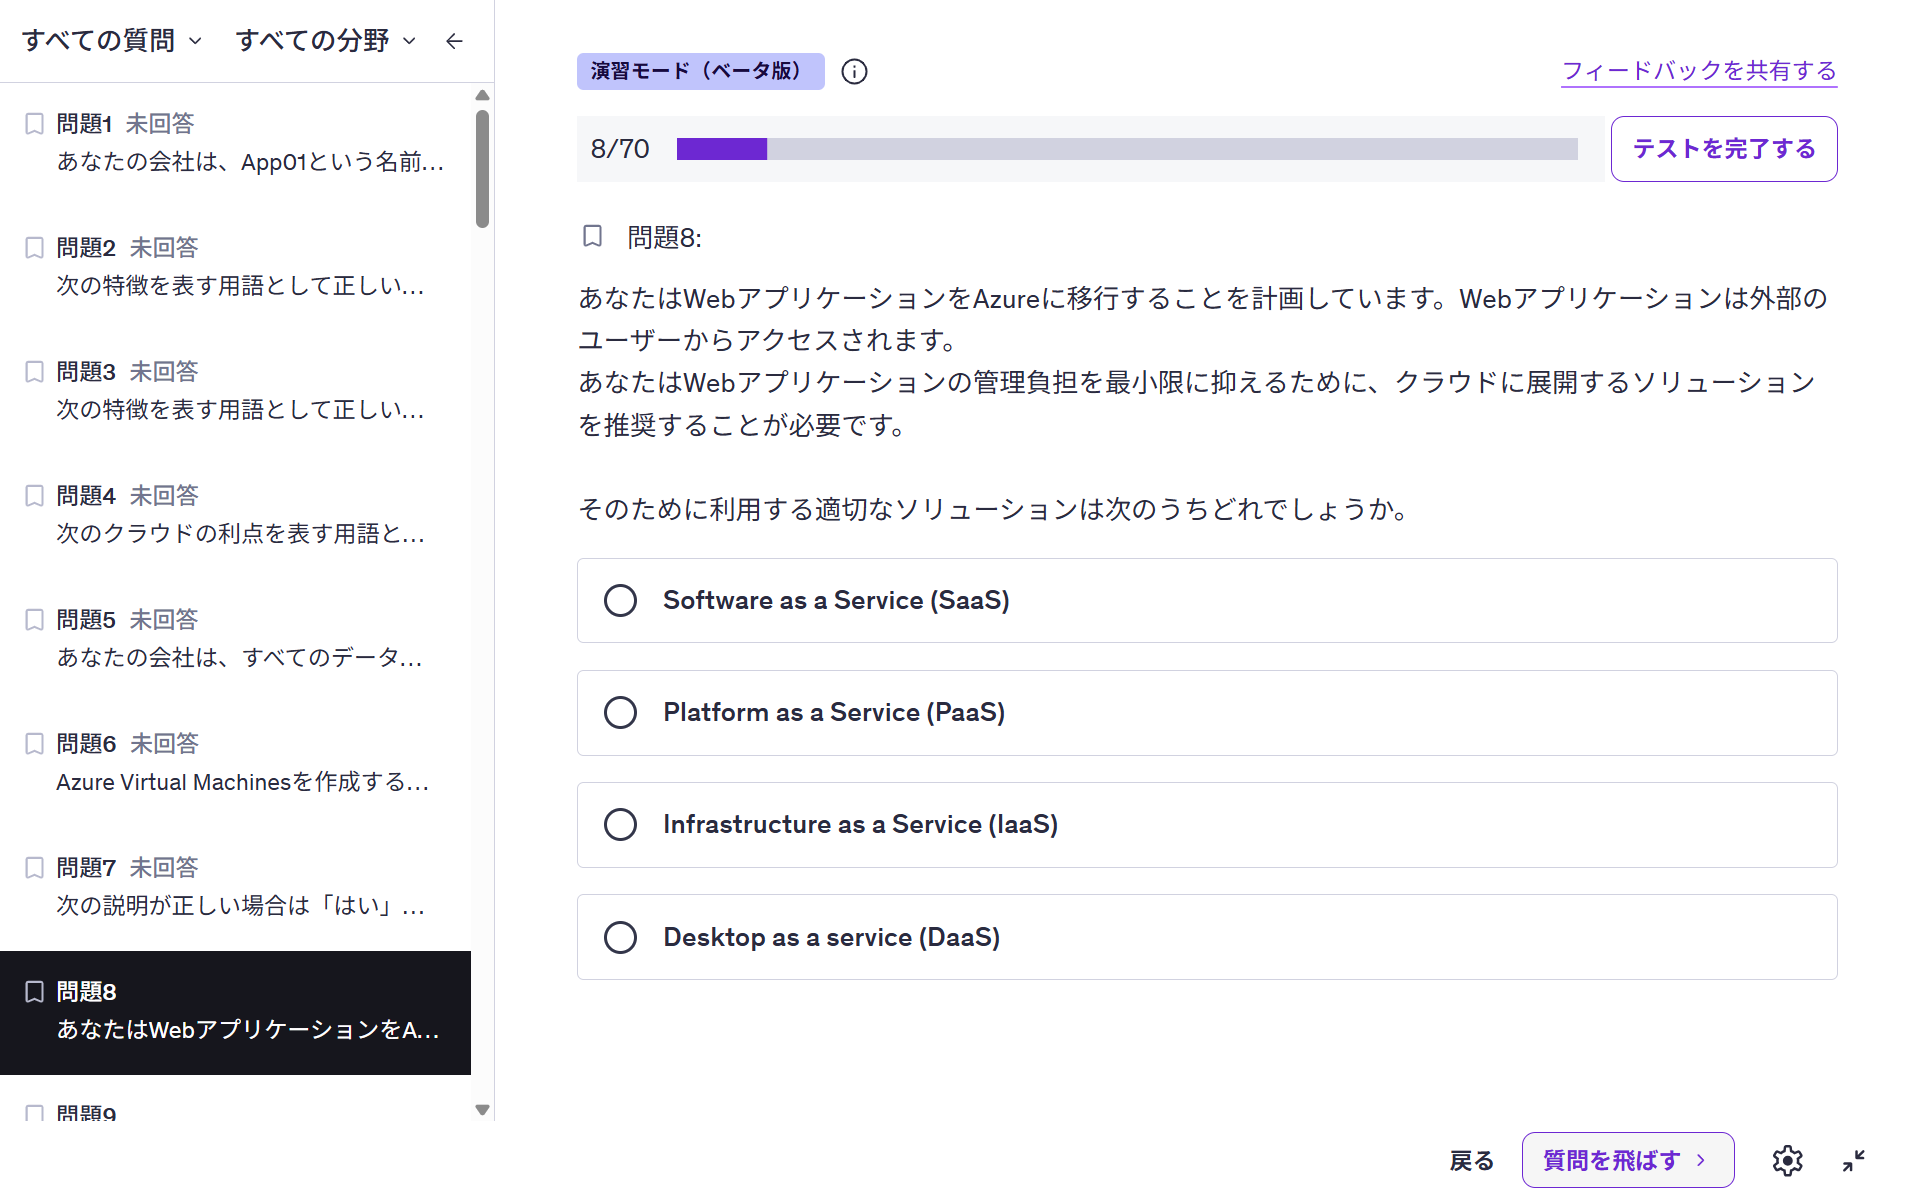 すべての質問 すべての分野
問題1 未回答
あなたの会社は、App01という名前...
問題2 未回答
次の特徴を表す用語として正しい...
問題3 未回答
次の特徴を表す用語として正しい...
問題4 未回答
次のクラウドの利点を表す用語と...
問題5 未回答
あなたの会社は、すべてのデータ...
問題6 未回答
Azure Virtual Machinesを作成する...
問題7 未回答
次の説明が正しい場合は「はい」...
問題8
あなたはWebアプリケーションをA...
問題9
演習モード（ベータ版）
フィードバックを共有する
8/70
テストを完了する
問題8:
あなたはWebアプリケーションをAzureに移行することを計画しています。Webアプリケーションは外部の
ユーザーからアクセスされます。
あなたはWebアプリケーションの管理負担を最小限に抑えるために、クラウドに展開するソリューション
を推奨することが必要です。
そのために利用する適切なソリューションは次のうちどれでしょうか。
Software as a Service (SaaS)
Platform as a Service (PaaS)
Infrastructure as a Service (IaaS)
Desktop as a service (DaaS)
戻る
質問を飛ばす